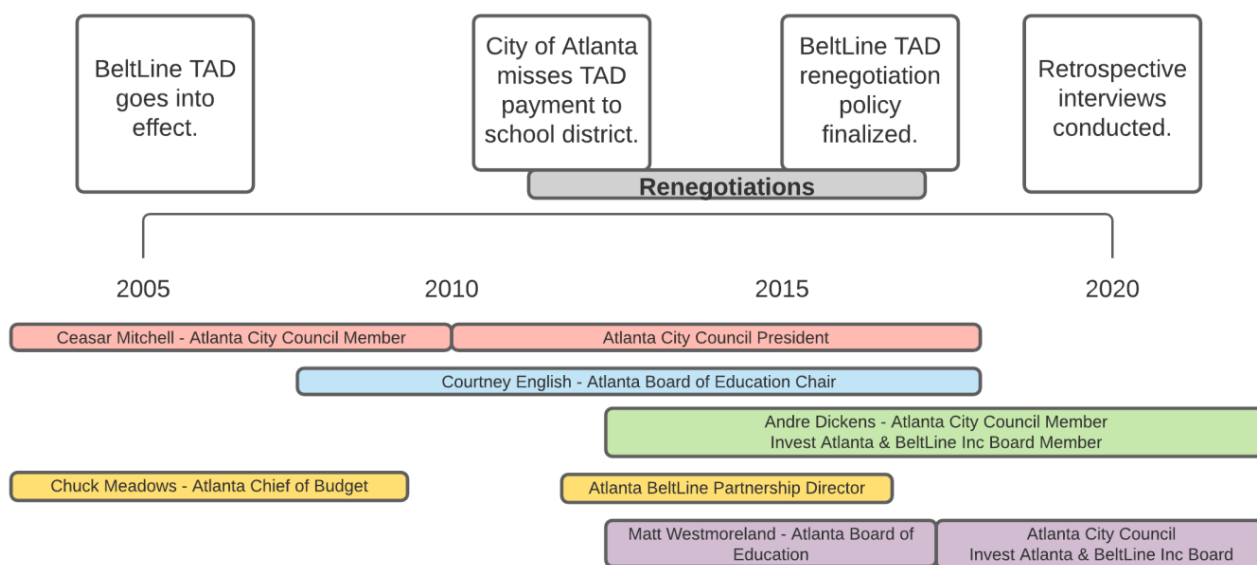 BeltLine TAD
goes into
effect.
City of Atlanta
misses TAD
payment to
school district.
BeltLine TAD
renegotiation
policy
finalized.
Retrospective
interviews
conducted.
Renegotiations
2005
2010
2015
2020
Ceasar Mitchell - Atlanta City Council Member
Atlanta City Council President
Courtney English - Atlanta Board of Education Chair
Andre Dickens - Atlanta City Council Member
Invest Atlanta & BeltLine Inc Board Member
Chuck Meadows - Atlanta Chief of Budget
Atlanta BeltLine Partnership Director
Matt Westmoreland - Atlanta Board of
Education
Atlanta City Council
Invest Atlanta & BeltLine Inc Board